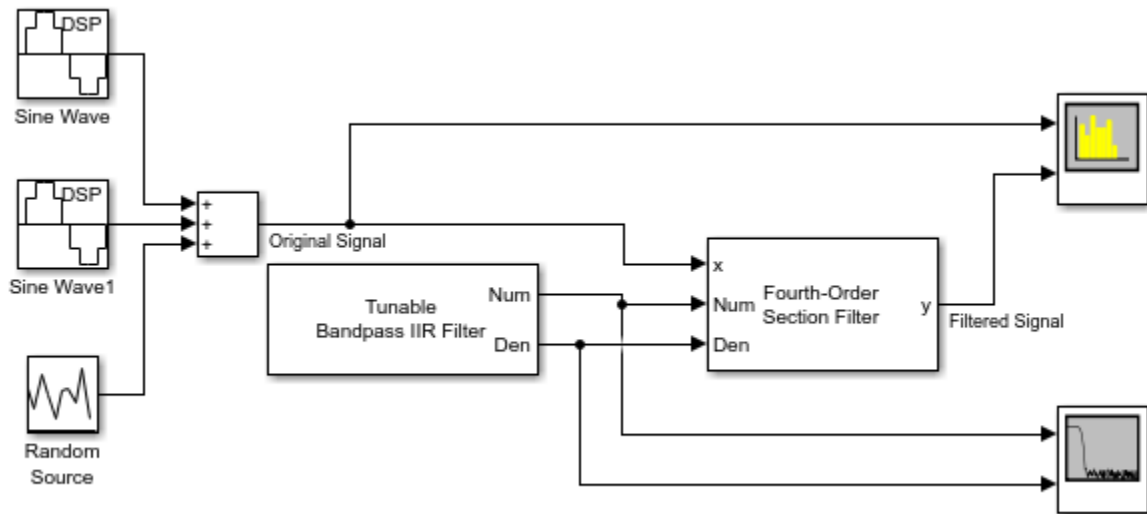 DSP
Sine Wave
DSP
Sine Wave1
+
+
+
Original Signal
Random
Source
Tunable
Bandpass IIR Filter
Num
Den
x
Num
Den
Fourth-Order
Section Filter
y
Filtered Signal